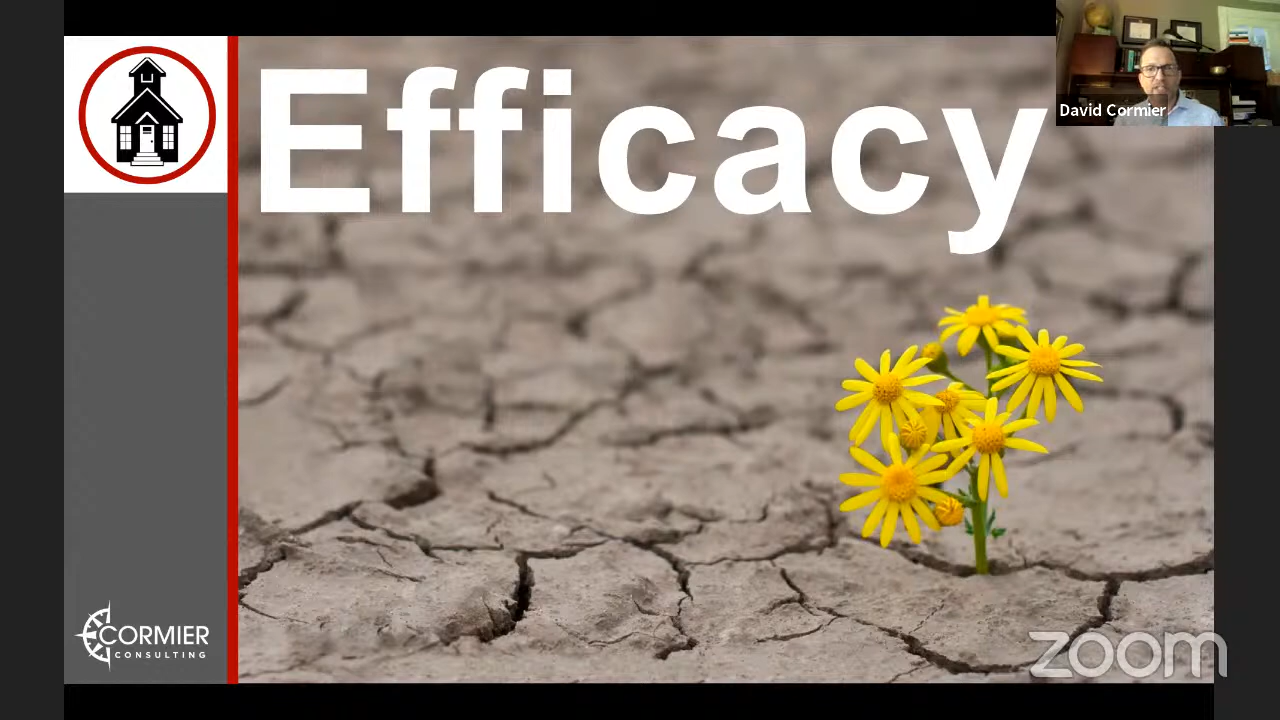 Efficacy
David Cormier
CORMIER
CONSULTING
zoom